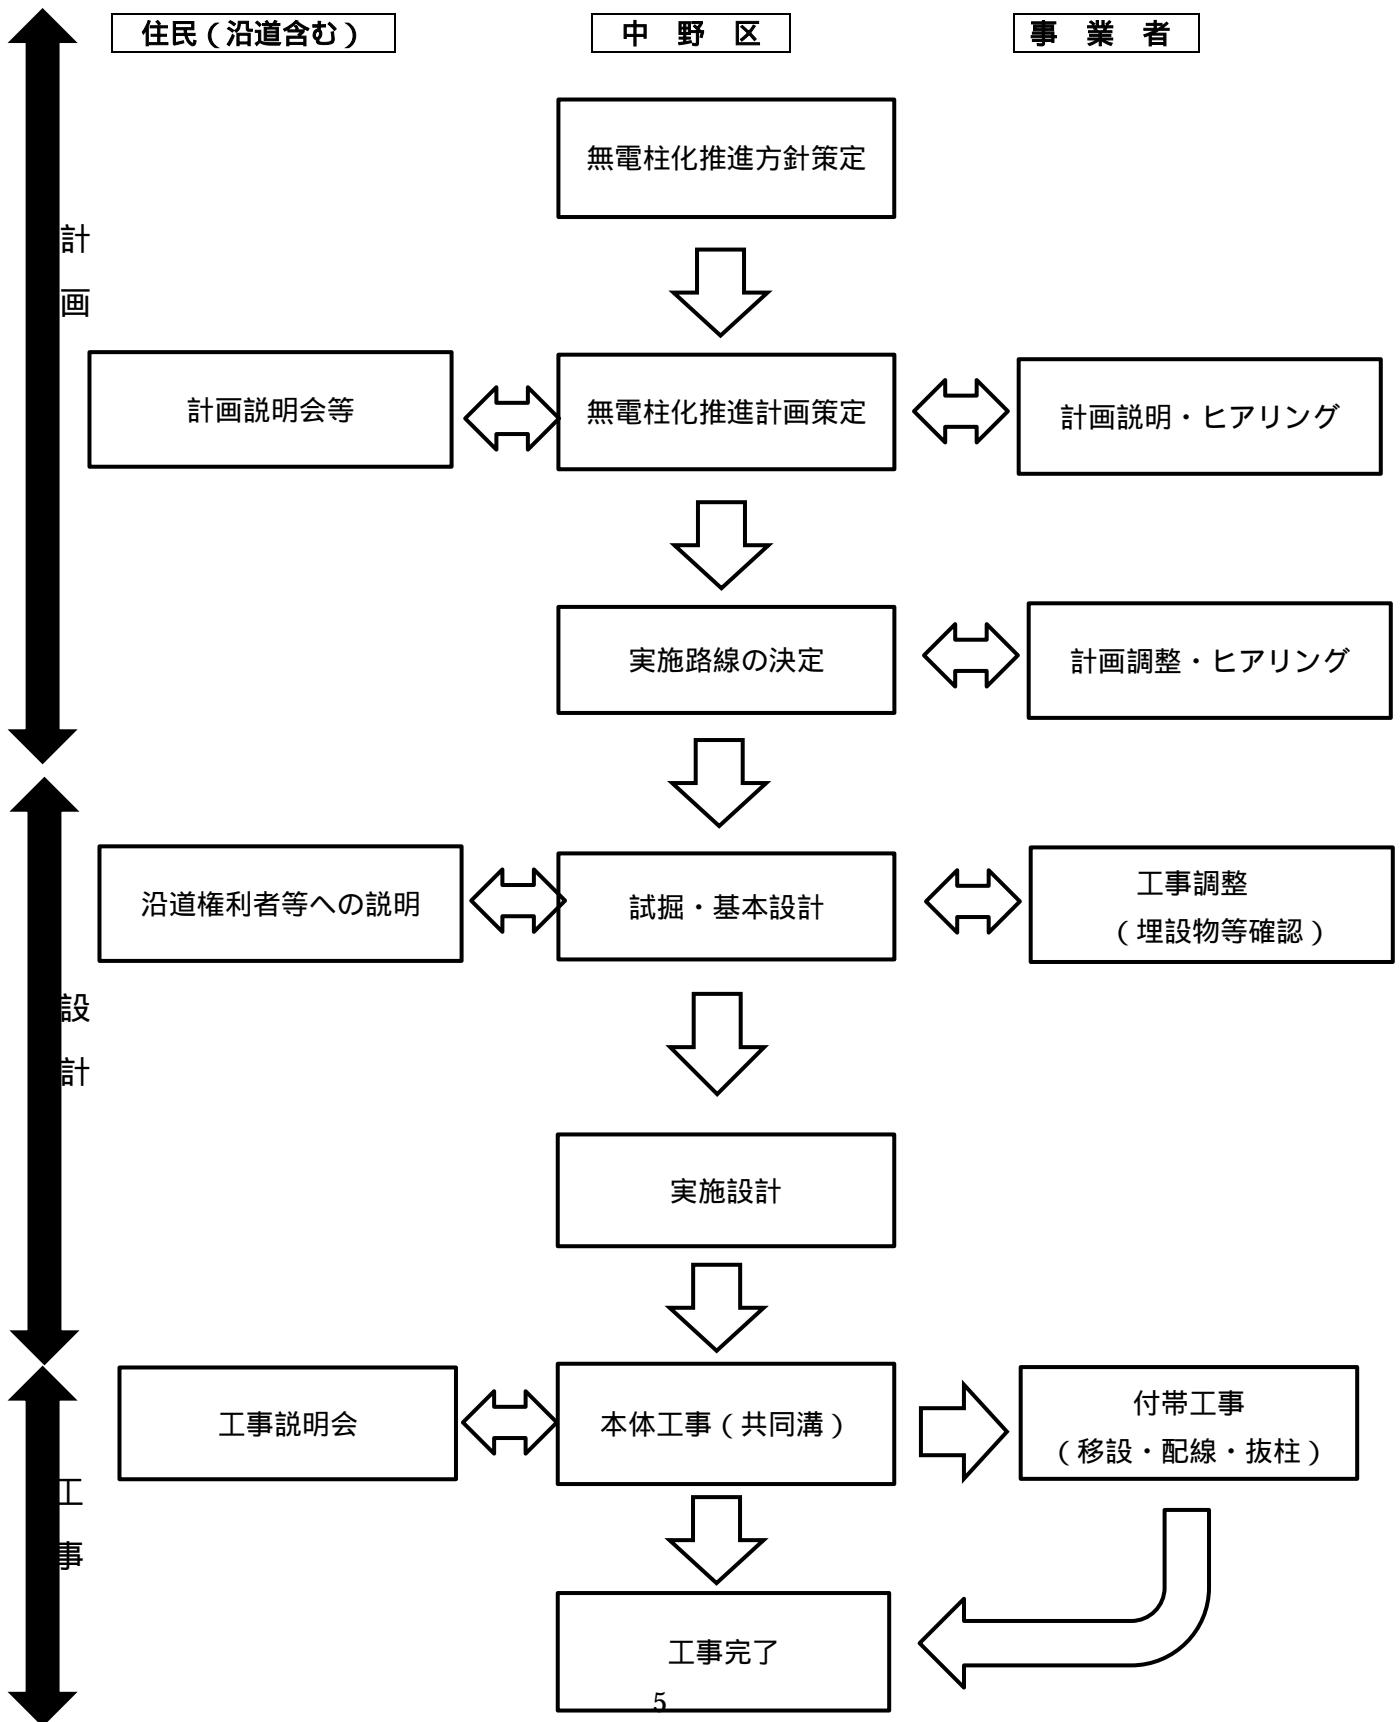 住民（沿道含む）
中　野　区
事　業　者
無電柱化推進方針策定
計
画
計画説明会等
無電柱化推進計画策定
計画説明・ヒアリング
実施路線の決定
計画調整・ヒアリング
沿道権利者等への説明
試掘・基本設計
工事調整
（埋設物等確認）
設
計
実施設計
工事説明会
本体工事（共同溝）
付帯工事
（移設・配線・抜柱）
工
事
工事完了
5